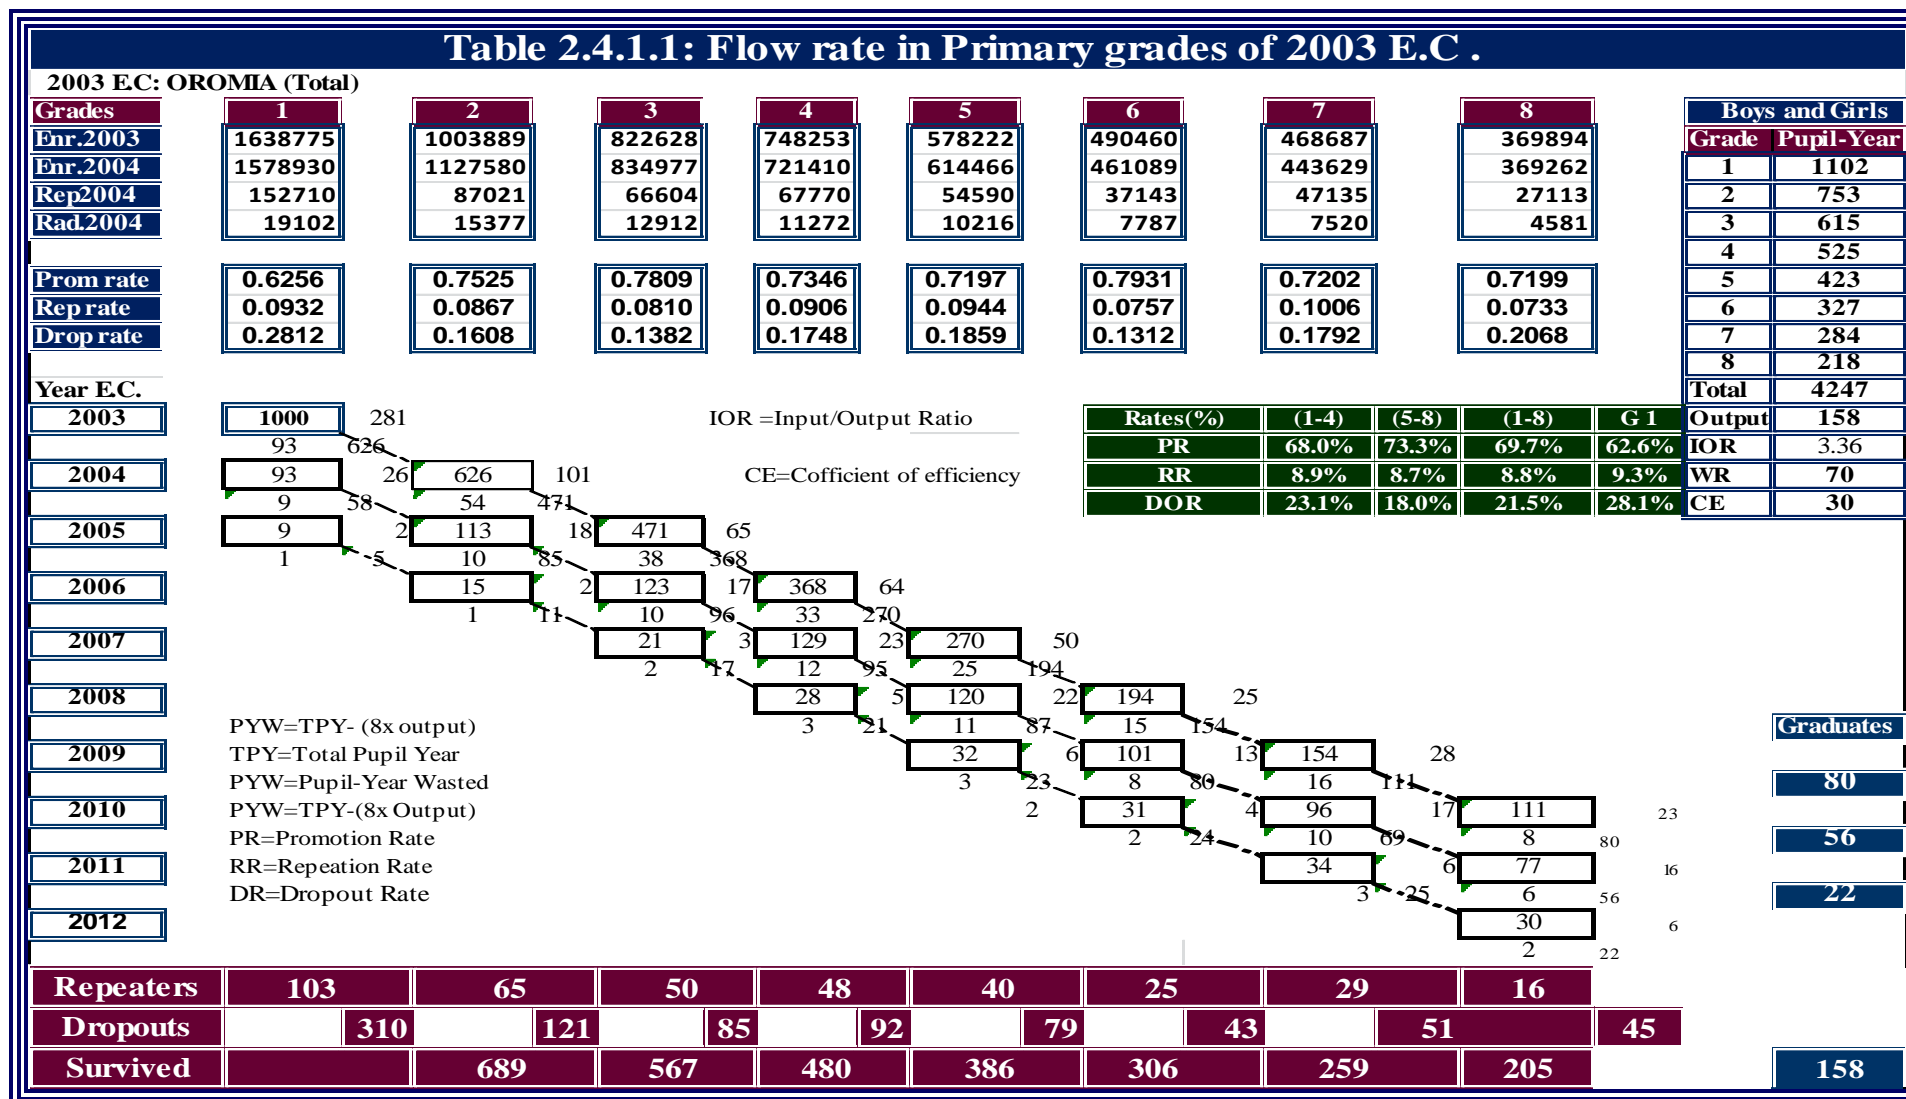 Table 2.4.1.1: Flow rate in Primary grades of 2003 E.C .
2003 E.C: OROMIA (Total)
Grades 1 2 3 4 5 6 7 8 Boys and Girls
Enr.2003 1638775 1003889 822628 748253 578222 490460 468687 369894 Grade Pupil-Year
Enr.2004 1578930 1127580 834977 721410 614466 461089 443629 369262 1 1102
Rep2004 152710 87021 66604 67770 54590 37143 47135 27113 2 753
Rad.2004 19102 15377 12912 11272 10216 7787 7520 4581 3 615
4 525
Prom rate 0.6256 0.7525 0.7809 0.7346 0.7197 0.7931 0.7202 0.7199 5 423
Rep rate 0.0932 0.0867 0.0810 0.0906 0.0944 0.0757 0.1006 0.0733 6 327
Drop rate 0.2812 0.1608 0.1382 0.1748 0.1859 0.1312 0.1792 0.2068 7 284
8 218
Year E.C. Total 4247
2003 1000 281 IOR =Input/Output Ratio Rates(%) (1-4) (5-8) (1-8) G 1 Output 158
93 626 PR 68.0% 73.3% 69.7% 62.6% IOR 3.36
2004 93 26 626 101 CE=Cofficient of efficiency RR 8.9% 8.7% 8.8% 9.3% WR 70
9 58 54 471 DOR 23.1% 18.0% 21.5% 28.1% CE 30
2005 9 2 113 18 471 65
1 5 10 85 38 368
2006 15 2 123 17 368 64
1 11 10 96 33 270
2007 21 3 129 23 270 50
2 17 12 95 25 194
2008 28 5 120 22 194 25
PYW=TPY- (8x output) 3 21 11 87 15 154 Graduates
2009 TPY=Total Pupil Year 32 6 101 13 154 28
PYW=Pupil-Year Wasted 3 23 8 80 16 111 80
2010 PYW=TPY-(8x Output) 2 31 4 96 17 111 23
PR=Promotion Rate 2 24 10 69 8 80 56
2011 RR=Repeation Rate 34 6 77 16
DR=Dropout Rate 3 25 6 56 22
2012 30 6
2 22
Repeaters 103 65 50 48 40 25 29 16
Dropouts 310 121 85 92 79 43 51 45
Survived 689 567 480 386 306 259 205 158